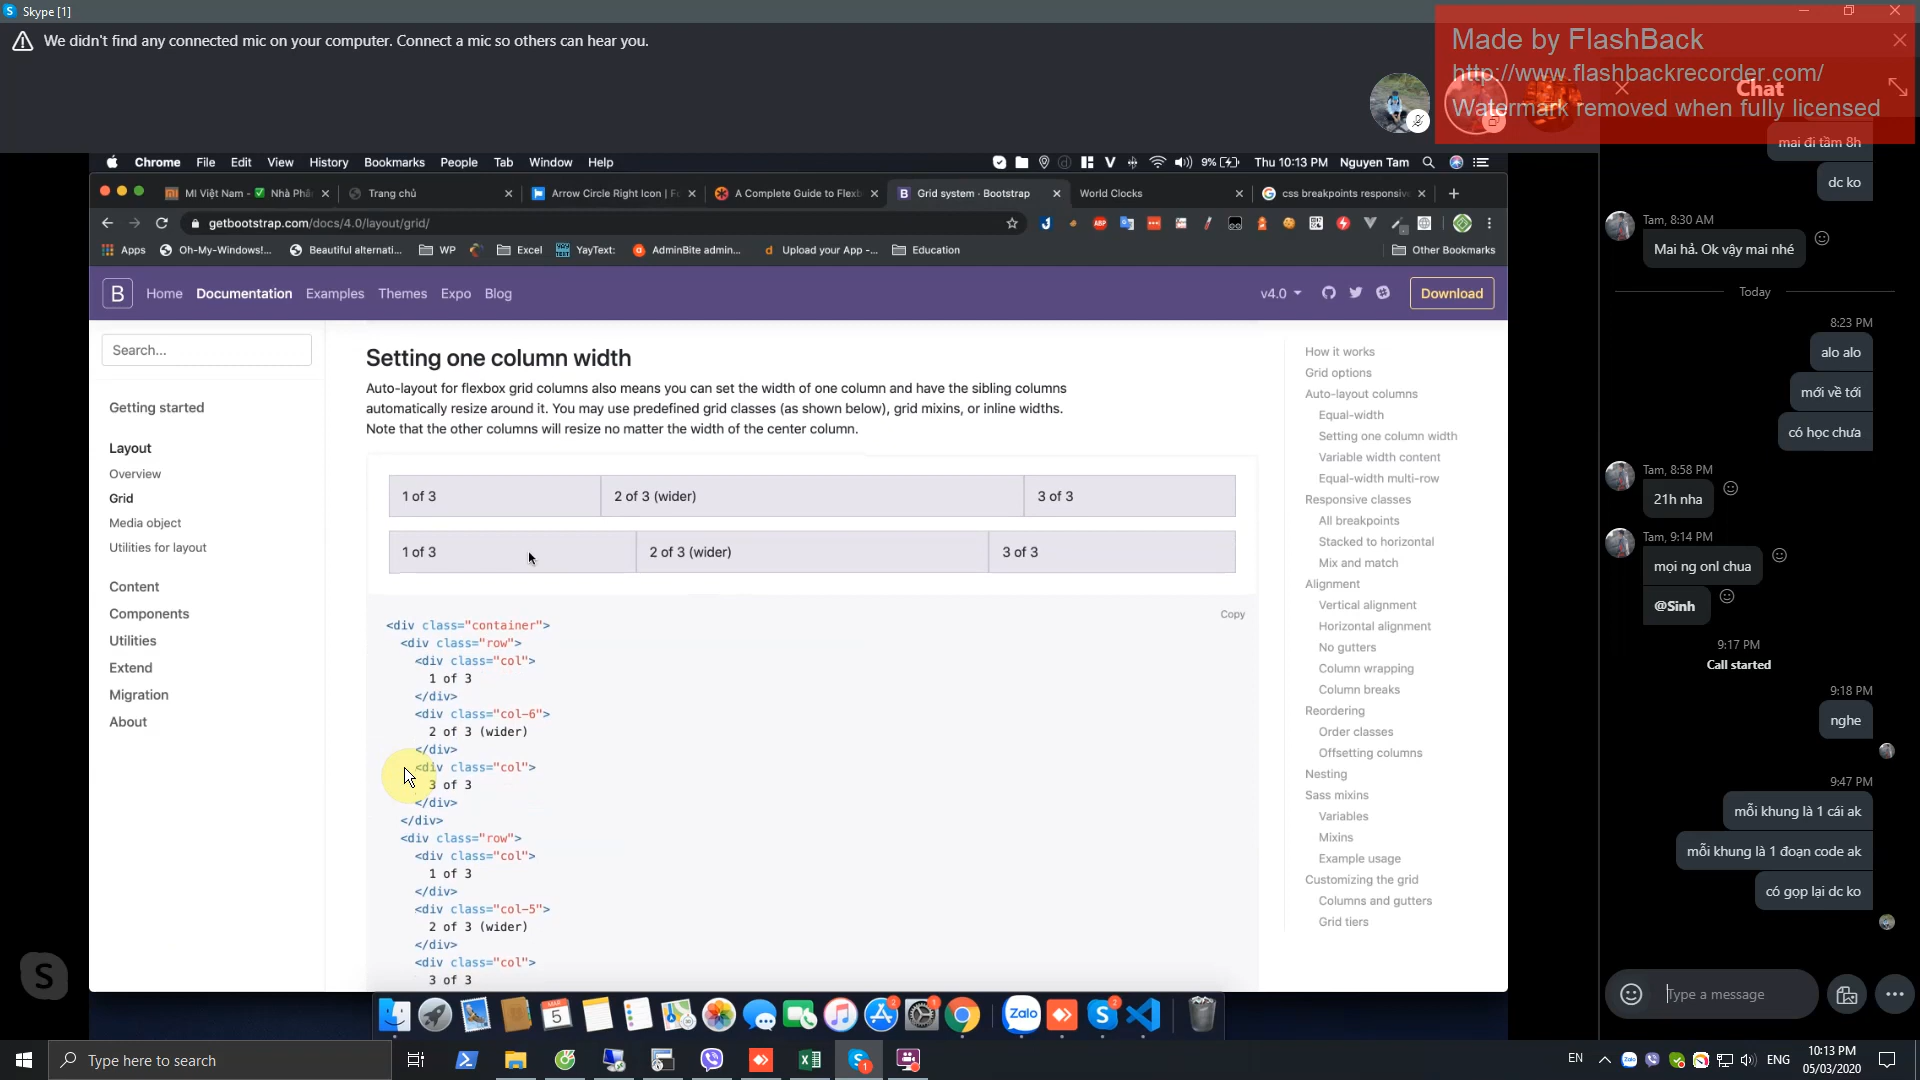 Skype [1]
We didn't find any connected mic on your computer. Connect a mic so others can hear you.
Made by FlashBack
http://www.flashbackrecorder.com/
Watermark removed when fully licensed
Chrome File Edit View History Bookmarks People Tab Window Help
9% Thu 10:13 PM Nguyen Tam
MI Việt Nam - ✅ Nhà Phâ
Trang chủ
Arrow Circle Right Icon | F
A Complete Guide to Flexb
Grid system · Bootstrap
World Clocks
css breakpoints responsiv
getbootstrap.com/docs/4.0/layout/grid/
Apps
Oh-My-Windows!...
Beautiful alternati...
WP
Excel
YayText:
AdminBite admin...
Upload your App -...
Education
Other Bookmarks
B Home Documentation Examples Themes Expo Blog
v4.0
Download
Search...
Getting started
Layout
Overview
Grid
Media object
Utilities for layout
Content
Components
Utilities
Extend
Migration
About
Setting one column width
Auto-layout for flexbox grid columns also means you can set the width of one column and have the sibling columns
automatically resize around it. You may use predefined grid classes (as shown below), grid mixins, or inline widths.
Note that the other columns will resize no matter the width of the center column.
1 of 3 2 of 3 (wider) 3 of 3
1 of 3 2 of 3 (wider) 3 of 3
Copy
<div class="container">
<div class="row">
<div class="col">
1 of 3
</div>
<div class="col-6">
2 of 3 (wider)
</div>
<div class="col">
3 of 3
</div>
</div>
<div class="row">
<div class="col">
1 of 3
</div>
<div class="col-5">
2 of 3 (wider)
</div>
<div class="col">
3 of 3
How it works
Grid options
Auto-layout columns
Equal-width
Setting one column width
Variable width content
Equal-width multi-row
Responsive classes
All breakpoints
Stacked to horizontal
Mix and match
Alignment
Vertical alignment
Horizontal alignment
No gutters
Column wrapping
Column breaks
Reordering
Order classes
Offsetting columns
Nesting
Sass mixins
Variables
Mixins
Example usage
Customizing the grid
Columns and gutters
Grid tiers
Chat
mai đi tầm 8h
dc ko
Tam, 8:30 AM
Mai hả. Ok vậy mai nhé
Today
8:23 PM
alo alo
mới về tới
có học chưa
Tam, 8:58 PM
21h nha
Tam, 9:14 PM
mọi ng onl chua
@Sinh
9:17 PM
Call started
9:18 PM
nghe
9:47 PM
mỗi khung là 1 cái ak
mỗi khung là 1 đoạn code ak
có gọp lại dc ko
Type a message
MAR
5
Zalo
Type here to search
EN
ENG
10:13 PM
05/03/2020